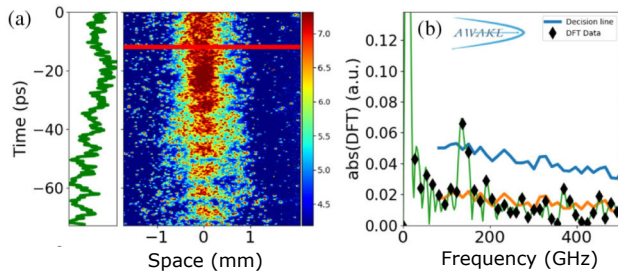 (a)
0
−20
−40
−60
Time (ps)
−1
0
1
Space (mm)
7.0
6.5
6.0
5.5
5.0
4.5
(b)
AWAKE
Decision line
DFT Data
0.12
0.10
0.08
0.06
0.04
0.02
0.00
abs(DFT) (a.u.)
0
200
400
Frequency (GHz)